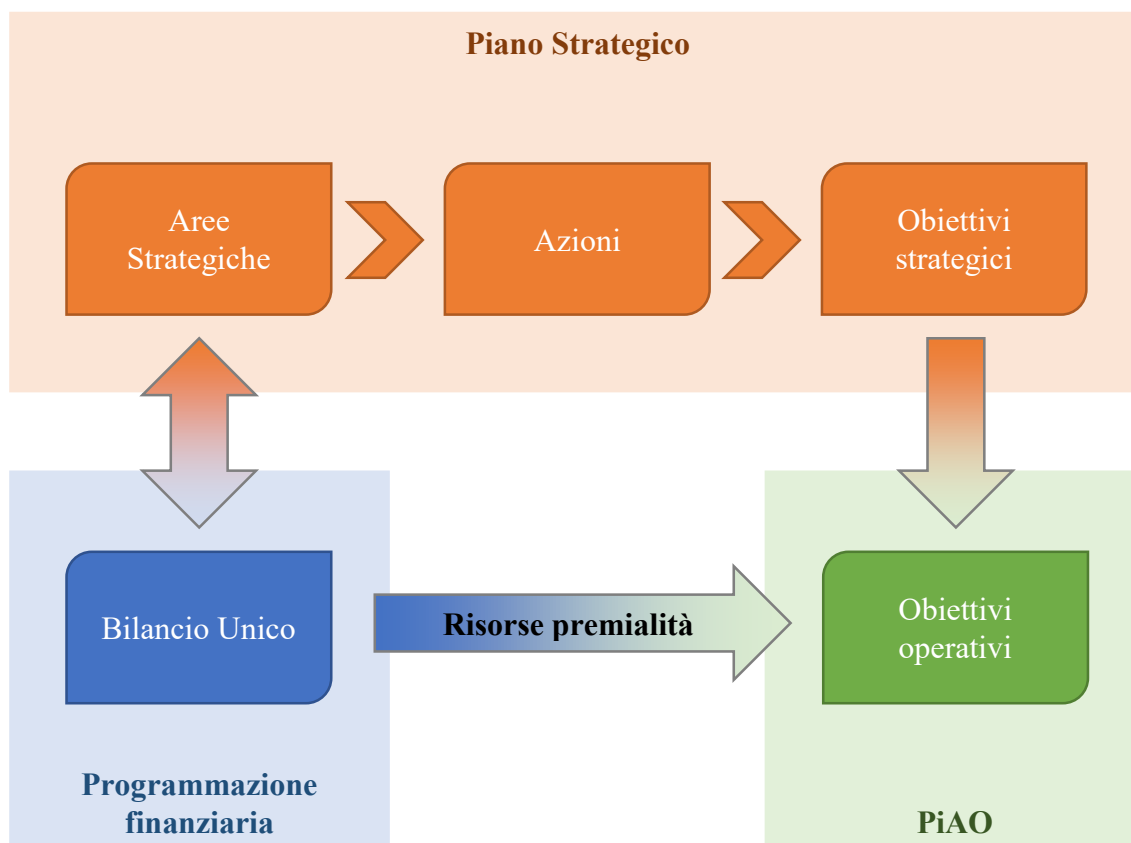 Piano Strategico
Aree
Strategiche
Azioni
Obiettivi
strategici
Bilancio Unico
Risorse premialità
Obiettivi
operativi
Programmazione
finanziaria
PiAO